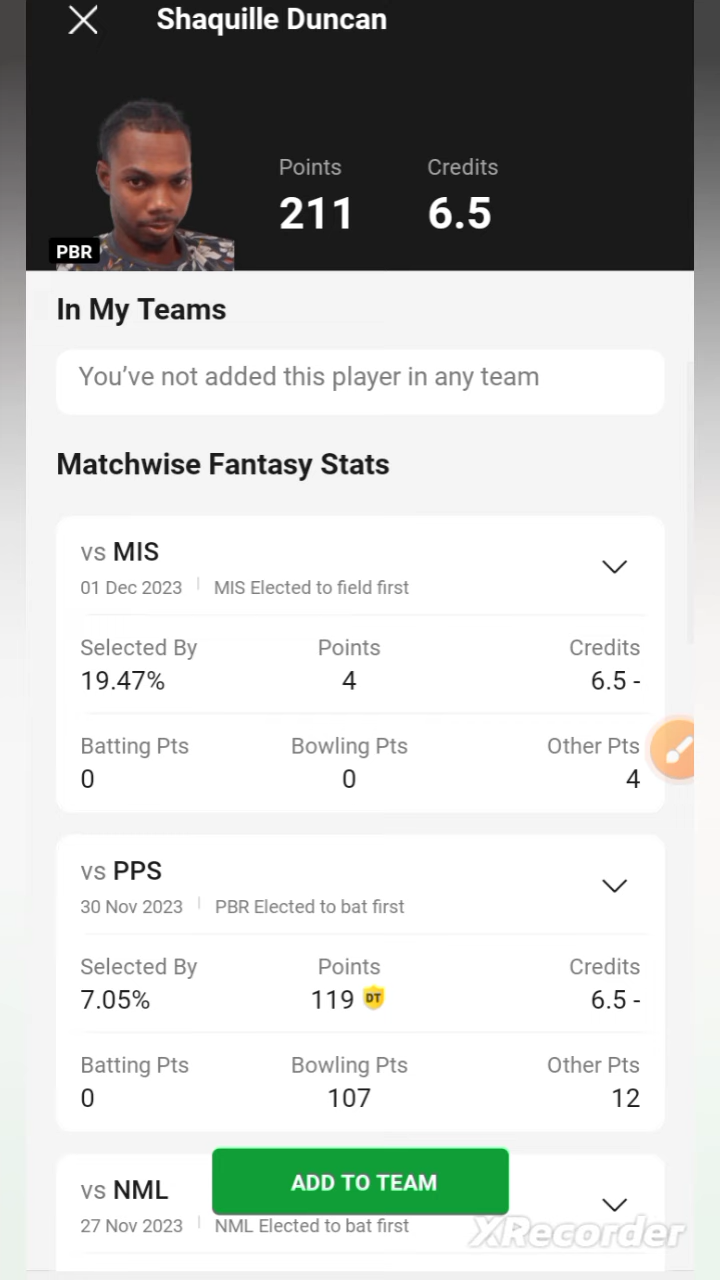 Shaquille Duncan
Points Credits
211 6.5
PBR
In My Teams
You’ve not added this player in any team
Matchwise Fantasy Stats
vs MIS
01 Dec 2023 MIS Elected to field first
Selected By Points Credits
19.47% 4 6.5 -
Batting Pts Bowling Pts Other Pts
0 0 4
vs PPS
30 Nov 2023 PBR Elected to bat first
Selected By Points Credits
7.05% 119 DT 6.5 -
Batting Pts Bowling Pts Other Pts
0 107 12
vs NML
ADD TO TEAM
27 Nov 2023 NML Elected to bat first
XRecorder